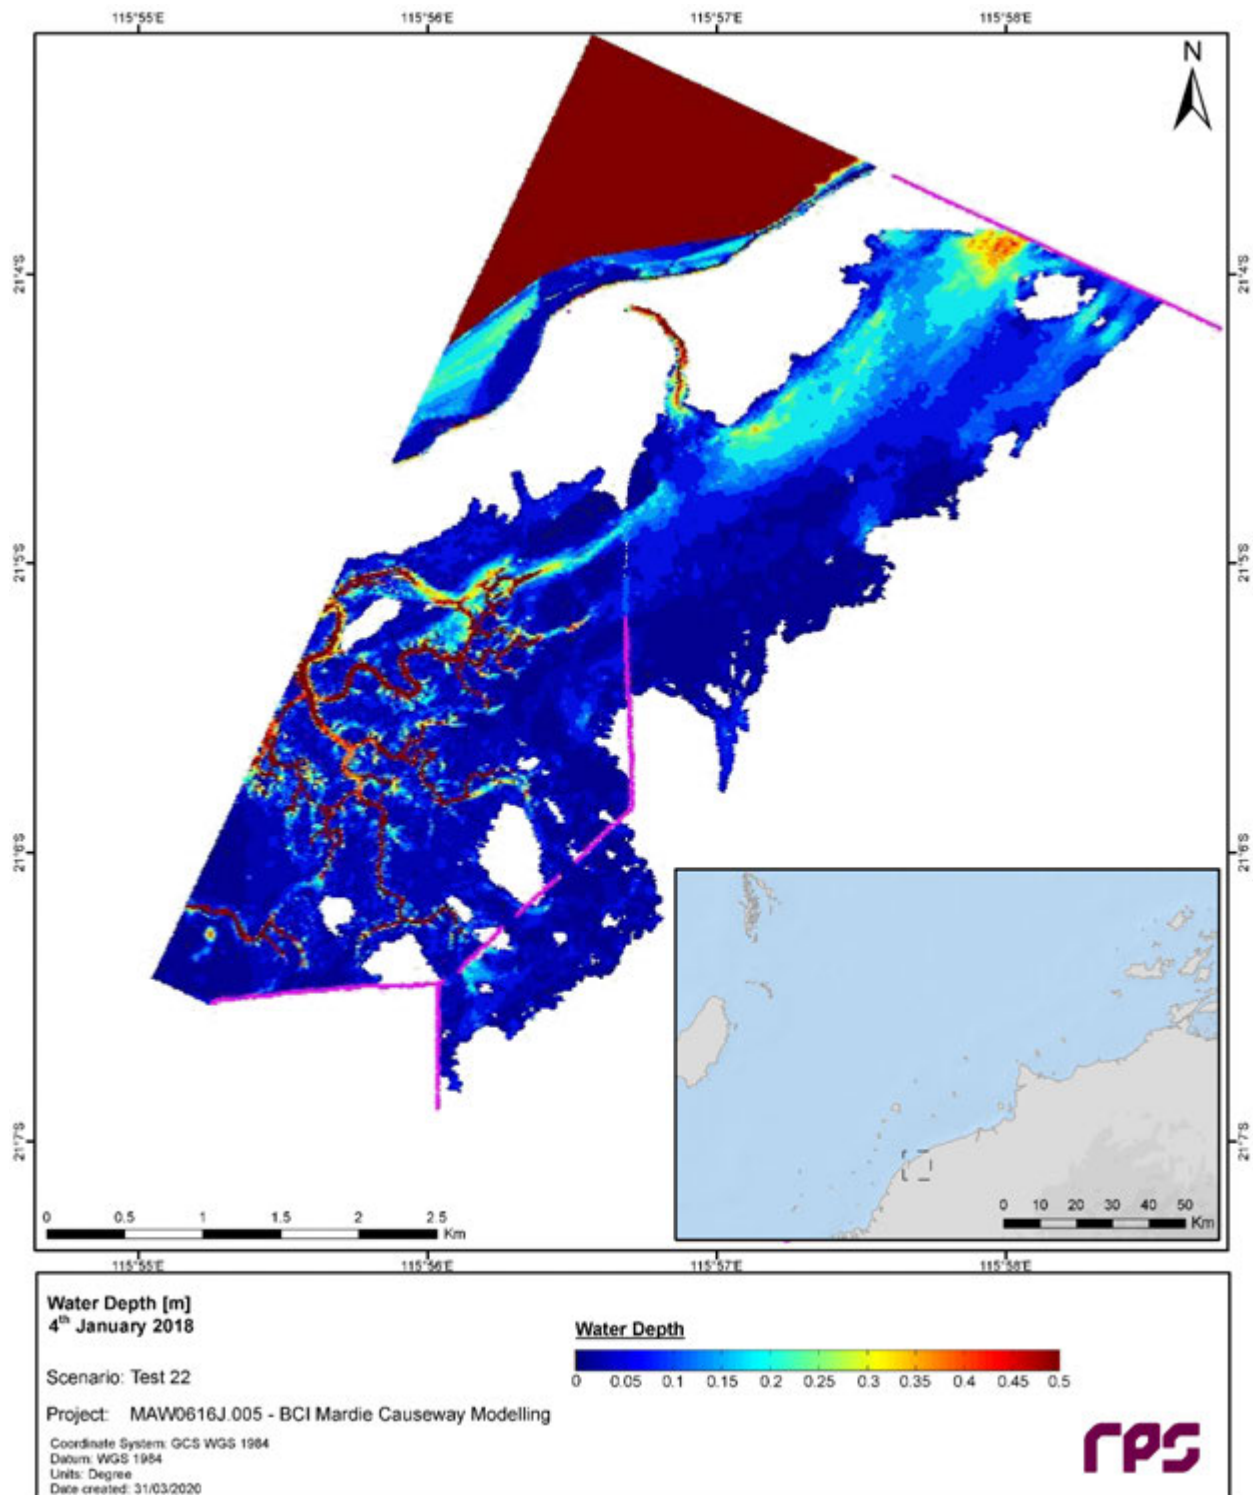 115°55'E 115°56'E 115°57'E 115°58'E
N
21°4'S 21°4'S
21°5'S 21°5'S
21°6'S 21°6'S
21°7'S 21°7'S
0 0.5 1 1.5 2 2.5
Km
0 10 20 30 40 50
Km
115°55'E 115°56'E 115°57'E 115°58'E
Water Depth [m]
4th January 2018
Scenario: Test 22
Project: MAW0616J.005 - BCI Mardie Causeway Modelling
Coordinate System: GCS WGS 1984
Datum: WGS 1984
Units: Degree
Date created: 31/03/2020
Water Depth
0 0.05 0.1 0.15 0.2 0.25 0.3 0.35 0.4 0.45 0.5
rps